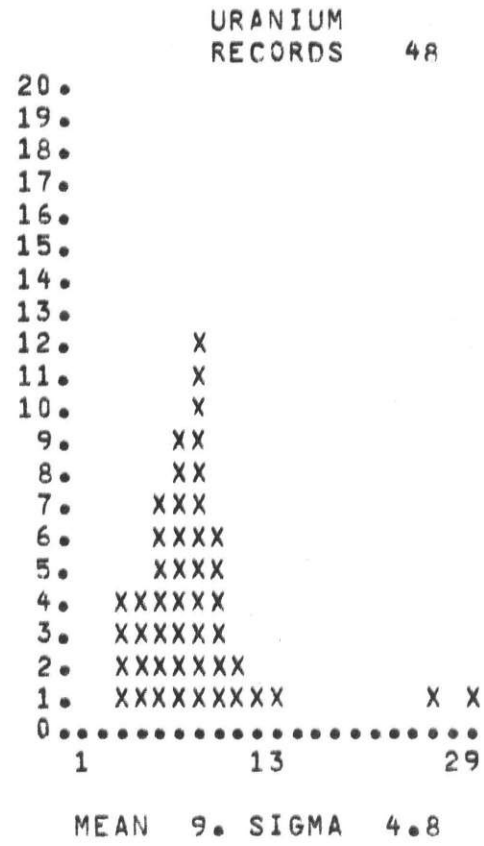 URANIUM
RECORDS 48
20.
19.
18.
17.
16.
15.
14.
13.
12. X
11. X
10. X
9. XX
8. XX
7. XXX
6. XXXX
5. XXXX
4. XXXXXX
3. XXXXXX
2. XXXXXXX
1. XXXXXXXXX X X
0......................
1 13 29
MEAN 9. SIGMA 4.8